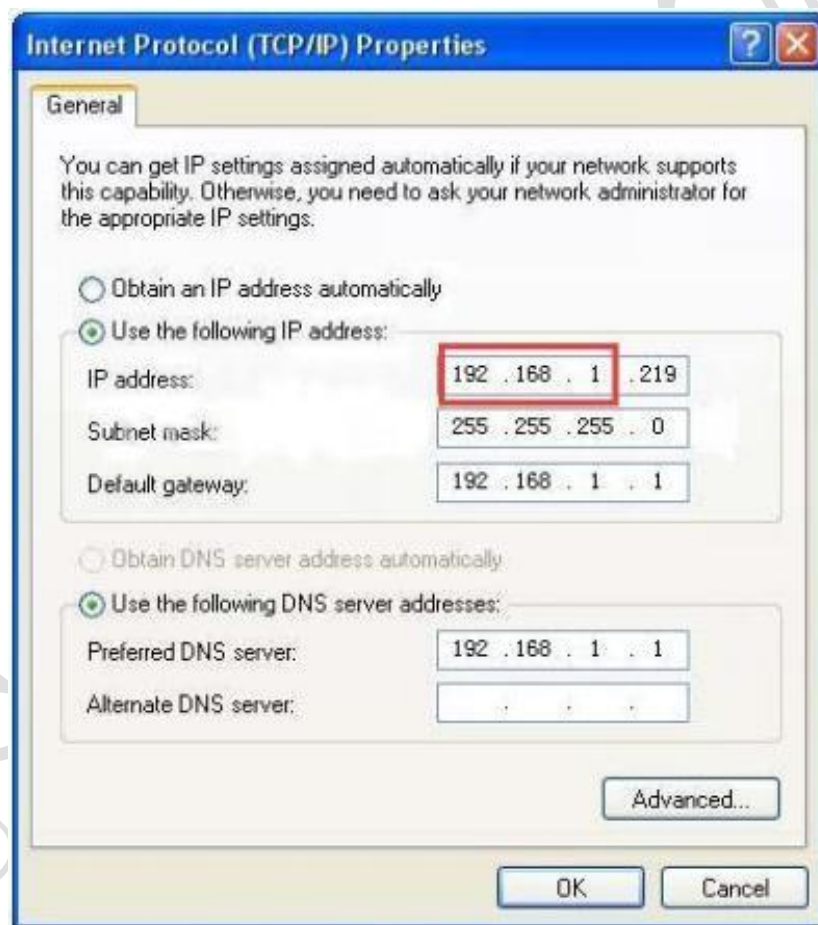 Internet Protocol (TCP/IP) Properties
General
You can get IP settings assigned automatically if your network supports
this capability. Otherwise, you need to ask your network administrator for
the appropriate IP settings.
Obtain an IP address automatically
Use the following IP address:
IP address: 192 .168 . 1 .219
Subnet mask: 255 .255 .255 . 0
Default gateway: 192 .168 . 1 . 1
Obtain DNS server address automatically
Use the following DNS server addresses:
Preferred DNS server: 192 .168 . 1 . 1
Alternate DNS server: . . .
Advanced...
OK Cancel